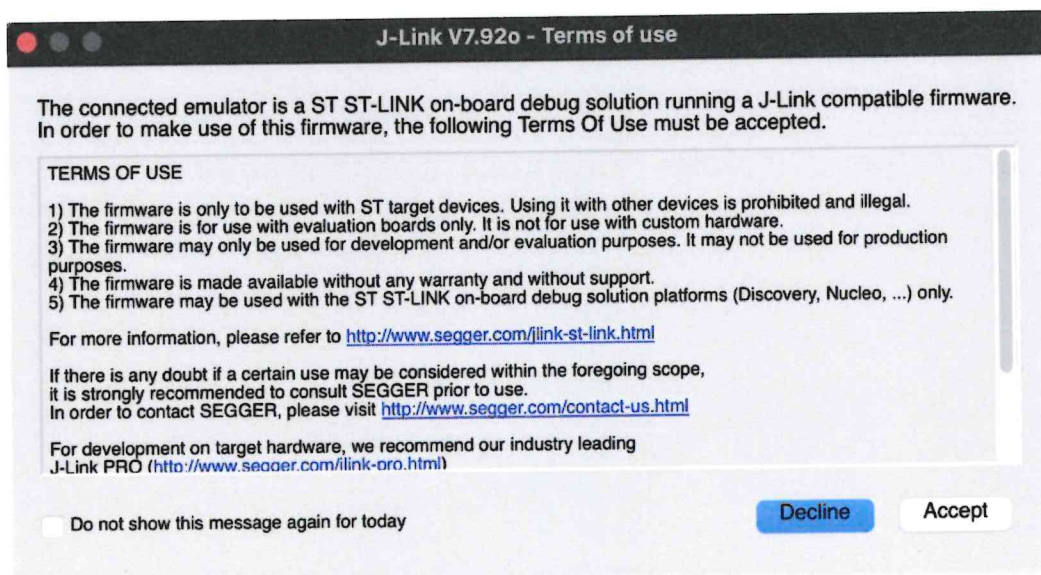 J-Link V7.92o - Terms of use
The connected emulator is a ST ST-LINK on-board debug solution running a J-Link compatible firmware.
In order to make use of this firmware, the following Terms Of Use must be accepted.
TERMS OF USE
1) The firmware is only to be used with ST target devices. Using it with other devices is prohibited and illegal.
2) The firmware is for use with evaluation boards only. It is not for use with custom hardware.
3) The firmware may only be used for development and/or evaluation purposes. It may not be used for production
purposes.
4) The firmware is made available without any warranty and without support.
5) The firmware may be used with the ST ST-LINK on-board debug solution platforms (Discovery, Nucleo, ...) only.
For more information, please refer to http://www.segger.com/jlink-st-link.html
If there is any doubt if a certain use may be considered within the foregoing scope,
it is strongly recommended to consult SEGGER prior to use.
In order to contact SEGGER, please visit http://www.segger.com/contact-us.html
For development on target hardware, we recommend our industry leading
J-Link PRO (http://www.segger.com/jlink-pro.html)
Do not show this message again for today
Decline
Accept